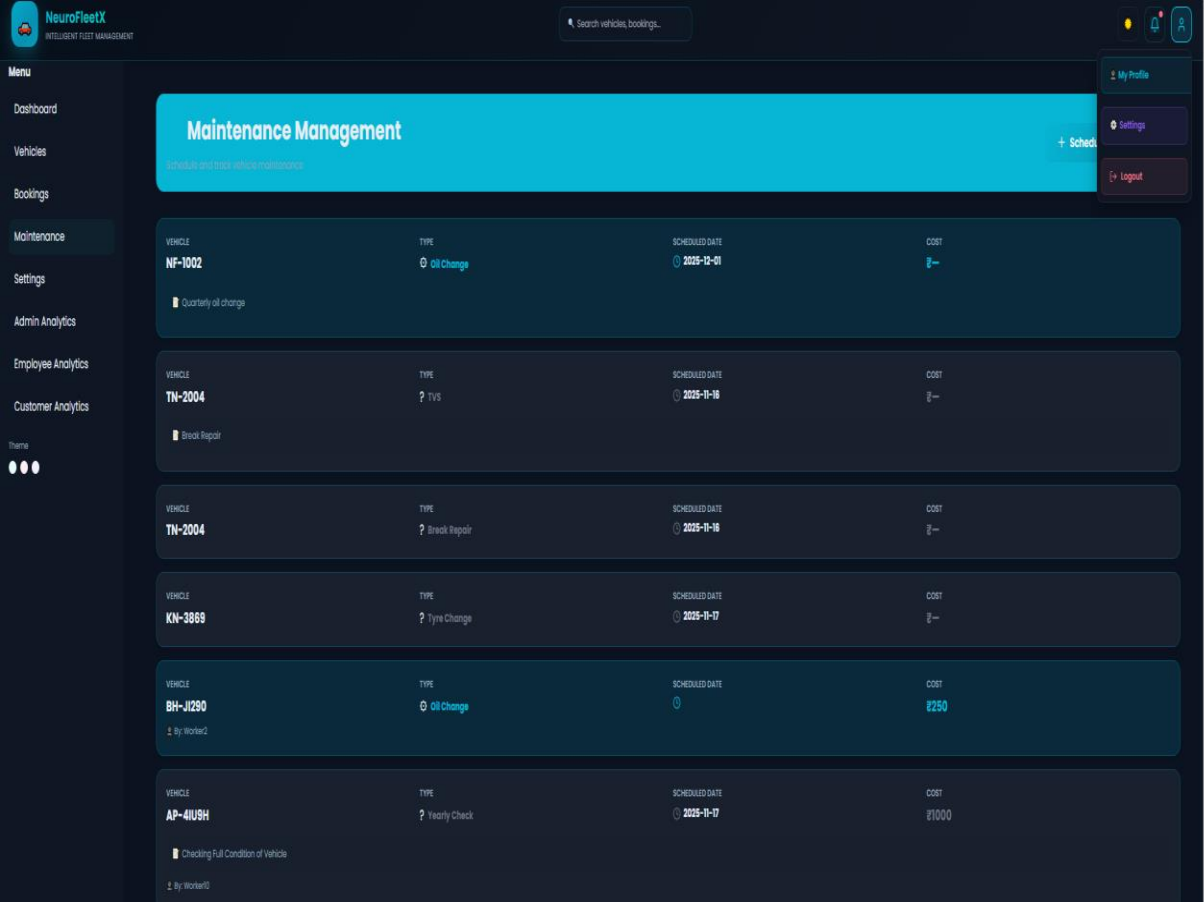 NeuroFleetX
INTELLIGENT FLEET MANAGEMENT
Search vehicles, bookings...
My Profile
Settings
Logout
Menu
Dashboard
Vehicles
Bookings
Maintenance
Settings
Admin Analytics
Employee Analytics
Customer Analytics
Theme
Maintenance Management
Schedule and track vehicle maintenance
+ Schedu
VEHICLE TYPE SCHEDULED DATE COST
NF-1002 Oil Change 2025-12-01 ₹—
Quarterly oil change
VEHICLE TYPE SCHEDULED DATE COST
TN-2004 ? TVS 2025-11-16 ₹—
Break Repair
VEHICLE TYPE SCHEDULED DATE COST
TN-2004 ? Break Repair 2025-11-16 ₹—
VEHICLE TYPE SCHEDULED DATE COST
KN-3869 ? Tyre Change 2025-11-17 ₹—
VEHICLE TYPE SCHEDULED DATE COST
BH-JI290 Oil Change ₹250
By: Worker2
VEHICLE TYPE SCHEDULED DATE COST
AP-4IU9H ? Yearly Check 2025-11-17 ₹1000
Checking Full Condition of Vehicle
By: Worker10